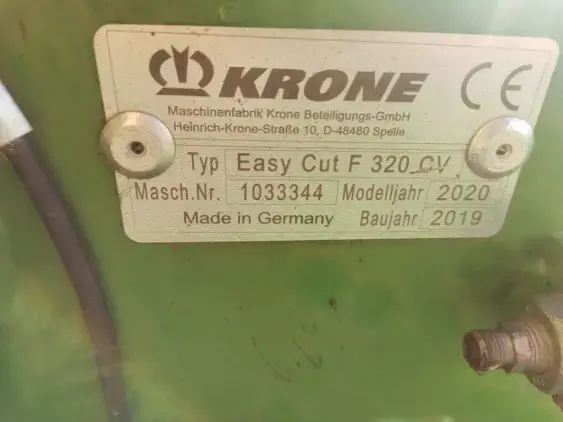 KRONE CE
Maschinenfabrik Krone Beteiligungs-GmbH
Heinrich-Krone-Straße 10, D-48480 Spelle
Typ Easy Cut F 320 CV
Masch.Nr. 1033344 Modelljahr 2020
Made in Germany Baujahr 2019